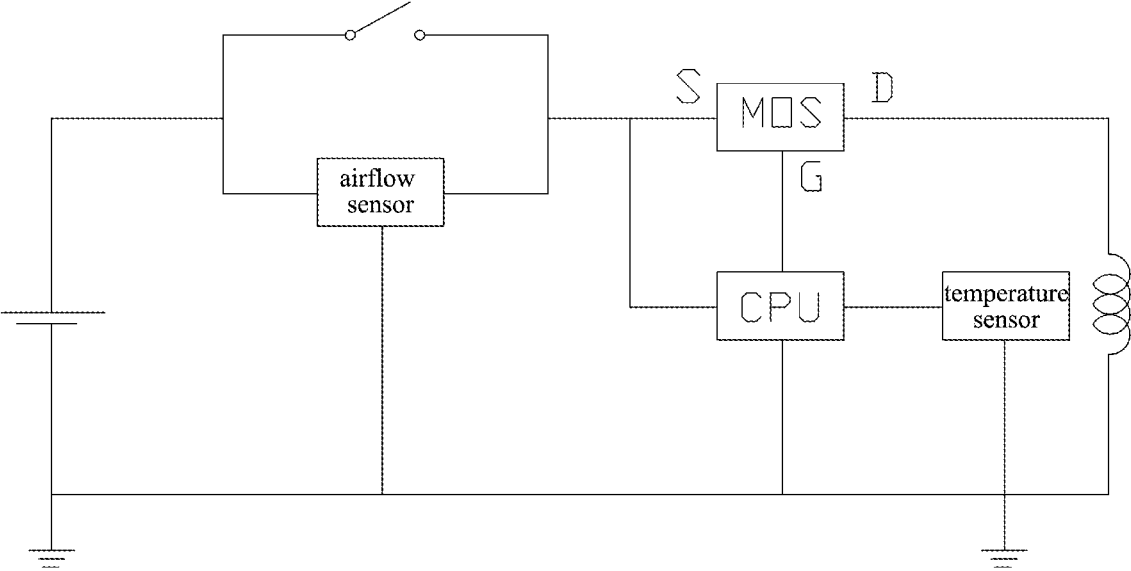 S
MOS
D
airflow
sensor
G
CPU
temperature
sensor